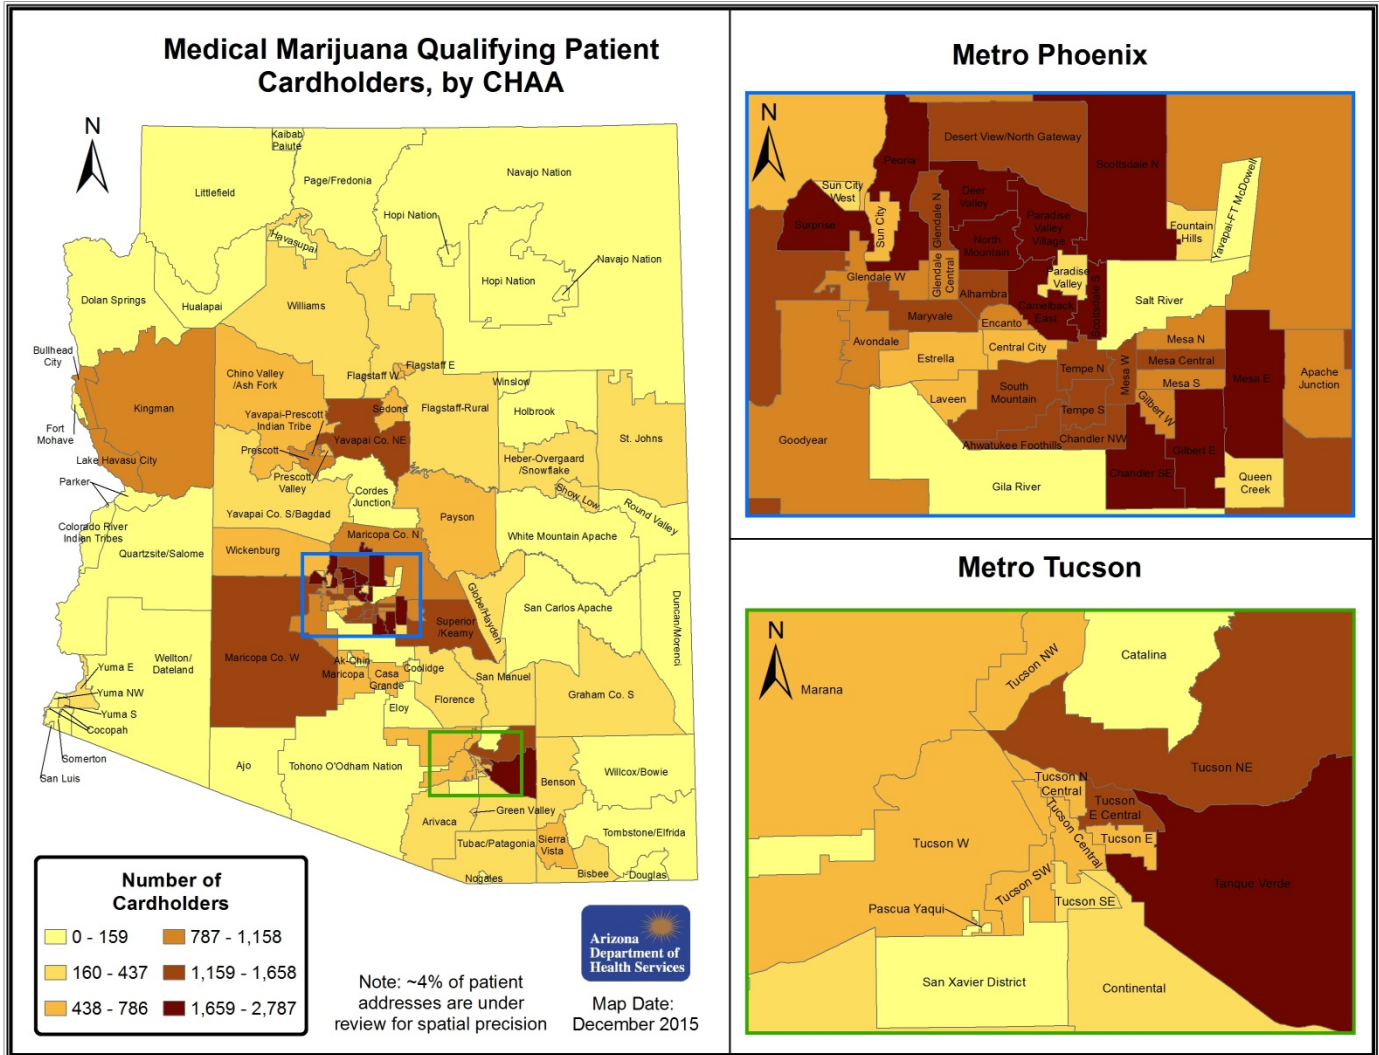 Medical Marijuana Qualifying Patient
Cardholders, by CHAA
N
Kaibab
Paiute
Littlefield
Page/Fredonia
Navajo Nation
Hopi Nation
Havasupai
Navajo Nation
Hopi Nation
Dolan Springs
Hualapai
Williams
Bullhead
City
Flagstaff E
Flagstaff W
Chino Valley
/Ash Fork
Winslow
Kingman
Sedona
Flagstaff-Rural
Holbrook
Yavapai-Prescott
Indian Tribe
St. Johns
Fort
Mohave
Yavapai Co. NE
Prescott
Lake Havasu City
Heber-Overgaard
/Snowflake
Prescott
Valley
Parker
Cordes
Junction
Show Low
Round Valley
Yavapai Co. S/Bagdad
Payson
Colorado River
Indian Tribes
White Mountain Apache
Maricopa Co. N
Quartzsite/Salome
Wickenburg
Globe/Hayden
San Carlos Apache
Duncan/Morenci
Superior
/Kearny
Maricopa Co. W
Wellton/
Dateland
Yuma E
Ak-Chin
Maricopa
Casa
Grande
Coolidge
San Manuel
Yuma NW
Florence
Graham Co. S
Yuma S
Eloy
Cocopah
Somerton
San Luis
Ajo
Tohono O'Odham Nation
Willcox/Bowie
Benson
Green Valley
Arivaca
Tombstone/Elfrida
Tubac/Patagonia
Sierra
Vista
Nogales
Bisbee
Douglas
Number of
Cardholders
0 - 159
787 - 1,158
160 - 437
1,159 - 1,658
438 - 786
1,659 - 2,787
Note: ~4% of patient
addresses are under
review for spatial precision
Arizona
Department of
Health Services
Map Date:
December 2015
Metro Phoenix
N
Desert View/North Gateway
Peoria
Scottsdale N
Sun City
West
Deer
Valley
Yavapai-FT McDowell
Surprise
Sun City
Glendale N
Paradise
Valley
Village
Fountain
Hills
North
Mountain
Glendale W
Glendale
Central
Paradise
Valley
Alhambra
Scottsdale S
Salt River
Maryvale
Camelback
East
Encanto
Avondale
Central City
Mesa N
Estrella
Mesa W
Mesa Central
Tempe N
Mesa E
Apache
Junction
Mesa S
Laveen
South
Mountain
Tempe S
Gilbert W
Goodyear
Ahwatukee Foothills
Chandler NW
Gilbert E
Chandler SE
Queen
Creek
Gila River
Metro Tucson
N
Tucson NW
Catalina
Marana
Tucson NE
Tucson N
Central
Tucson
E Central
Tucson Central
Tucson W
Tucson E
Tucson SW
Tanque Verde
Pascua Yaqui
Tucson SE
San Xavier District
Continental